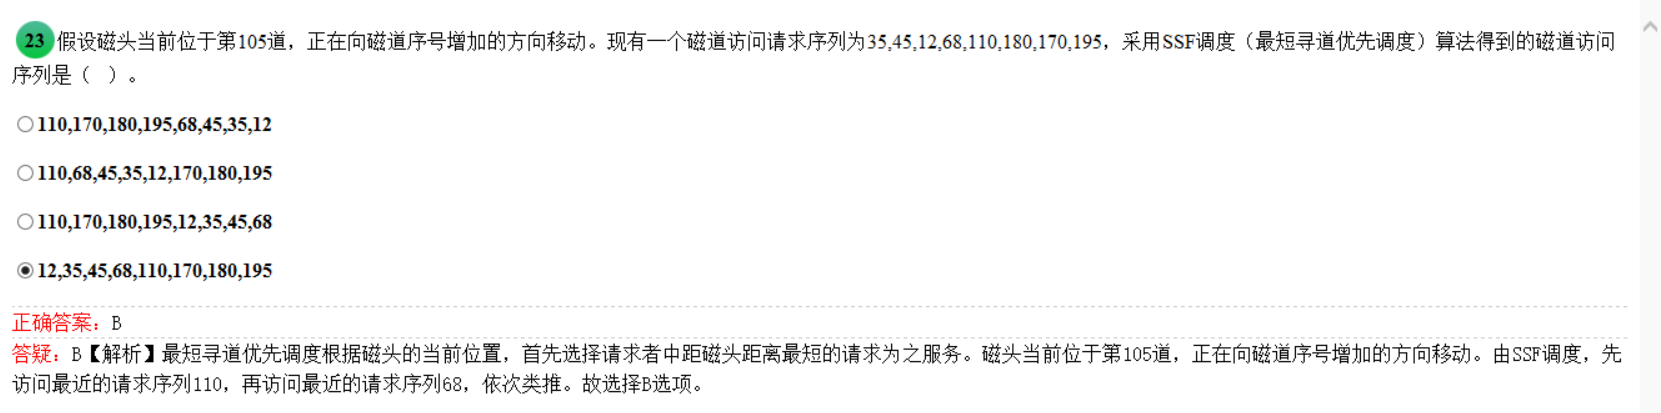 23 假设磁头当前位于第105道，正在向磁道序号增加的方向移动。现有一个磁道访问请求序列为35,45,12,68,110,180,170,195，采用SSF调度（最短寻道优先调度）算法得到的磁道访问
序列是（ ）。
110,170,180,195,68,45,35,12
110,68,45,35,12,170,180,195
110,170,180,195,12,35,45,68
12,35,45,68,110,170,180,195
正确答案：B
答疑：B【解析】最短寻道优先调度根据磁头的当前位置，首先选择请求者中距磁头距离最短的请求为之服务。磁头当前位于第105道，正在向磁道序号增加的方向移动。由SSF调度，先
访问最近的请求序列110，再访问最近的请求序列68，依次类推。故选择B选项。